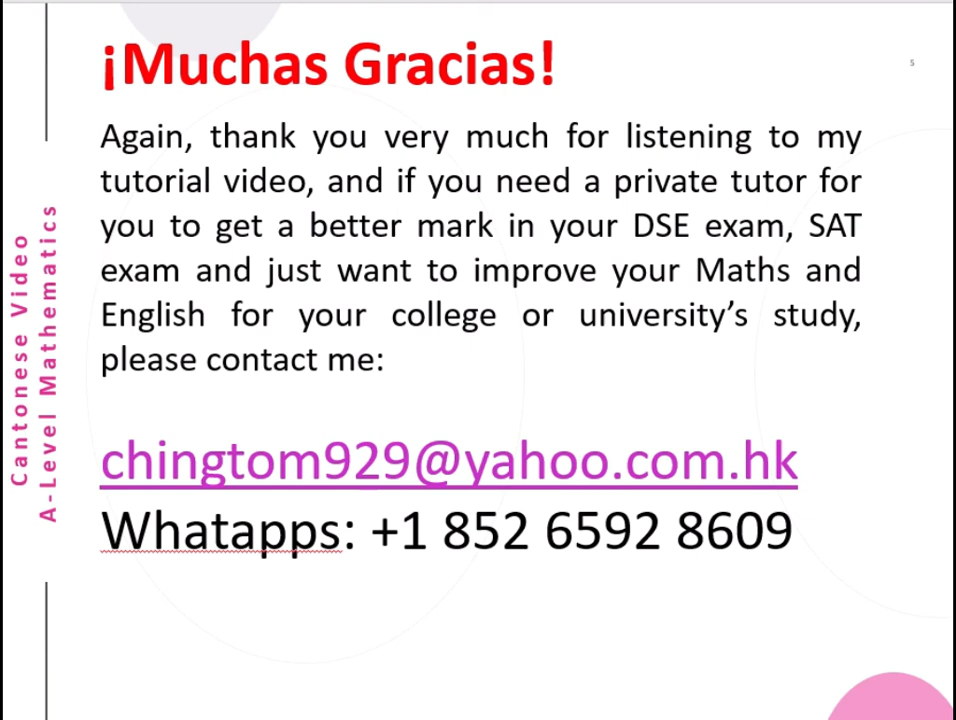 ¡Muchas Gracias!
5
Again, thank you very much for listening to my
tutorial video, and if you need a private tutor for
you to get a better mark in your DSE exam, SAT
exam and just want to improve your Maths and
English for your college or university’s study,
please contact me:
chingtom929@yahoo.com.hk
Whatapps: +1 852 6592 8609
Cantonese Video
A-Level Mathematics